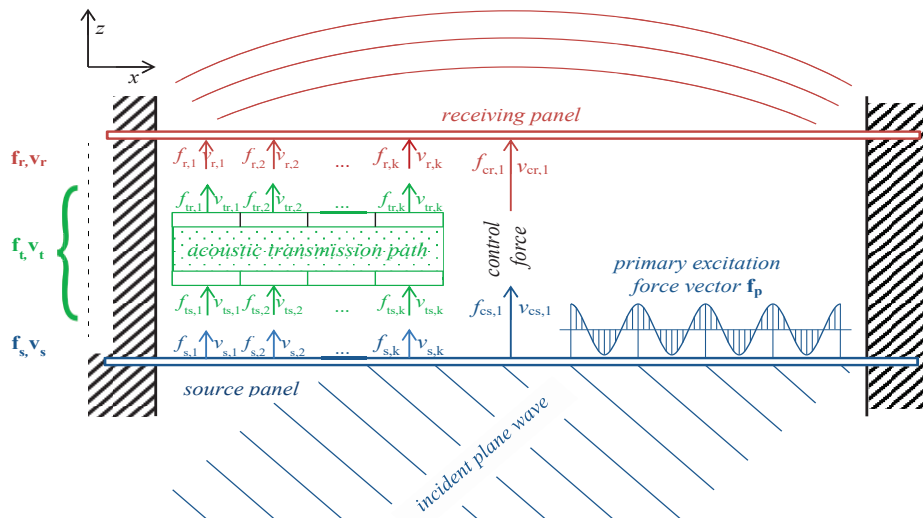 z
x
receiving panel
f_r, v_r
f_r,1 v_r,1 f_r,2 v_r,2 ... f_r,k v_r,k f_cr,1 v_cr,1
f_tr,1 v_tr,1 f_tr,2 v_tr,2 ... f_tr,k v_tr,k
f_t, v_t
acoustic transmission path
control
force
primary excitation
force vector f_p
f_ts,1 v_ts,1 f_ts,2 v_ts,2 ... f_ts,k v_ts,k f_cs,1 v_cs,1
f_s, v_s
f_s,1 v_s,1 f_s,2 v_s,2 ... f_s,k v_s,k
source panel
incident plane wave